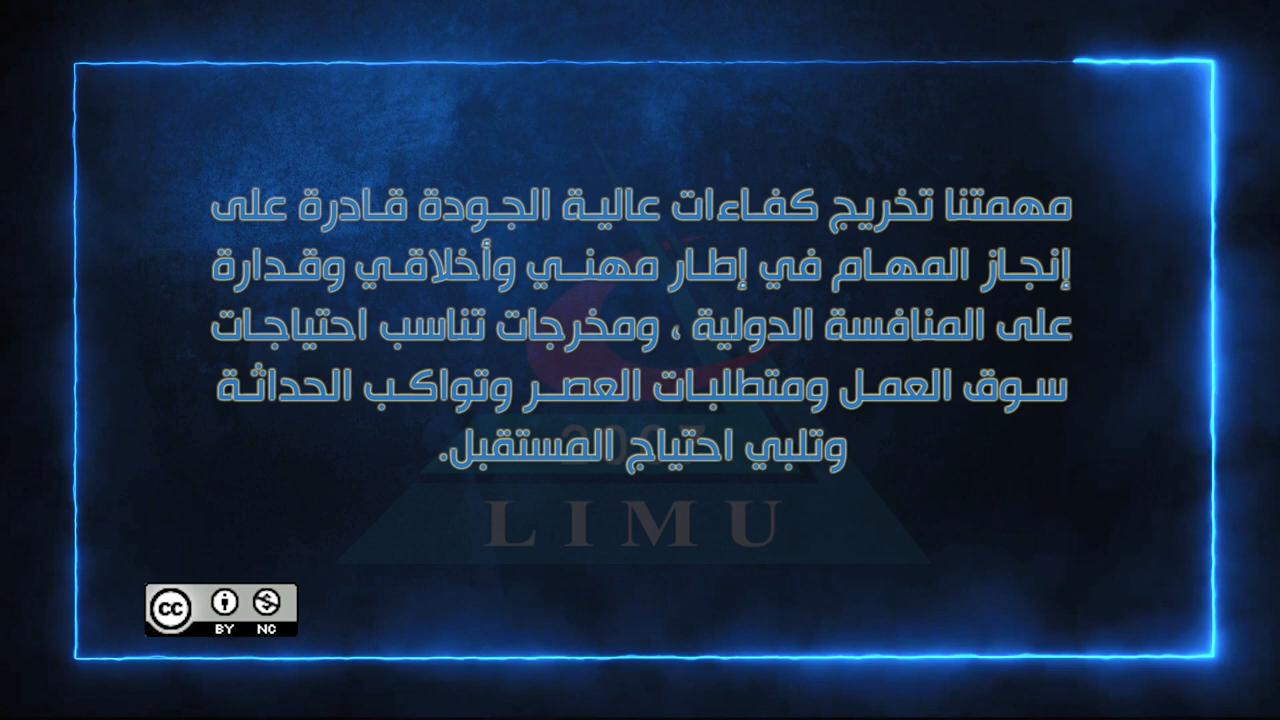 مهمتنا تخريج كفاءات عالية الجودة قادرة على
إنجاز المهام في إطار مهني وأخلاقي وقدارة
على المنافسة الدولية ، ومخرجات تناسب احتياجات
سوق العمل ومتطلبات العصر وتواكب الحداثة
وتلبي احتياج المستقبل.
LIMU
CC
BY NC